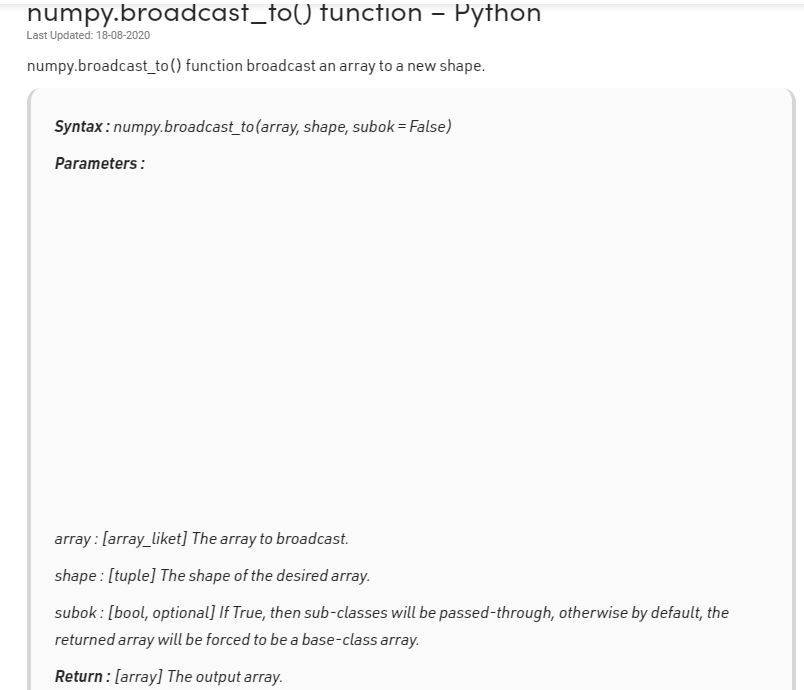 numpy.broadcast_to() function – Python
Last Updated: 18-08-2020
numpy.broadcast_to() function broadcast an array to a new shape.
Syntax : numpy.broadcast_to(array, shape, subok = False)
Parameters :
array : [array_liket] The array to broadcast.
shape : [tuple] The shape of the desired array.
subok : [bool, optional] If True, then sub-classes will be passed-through, otherwise by default, the
returned array will be forced to be a base-class array.
Return : [array] The output array.